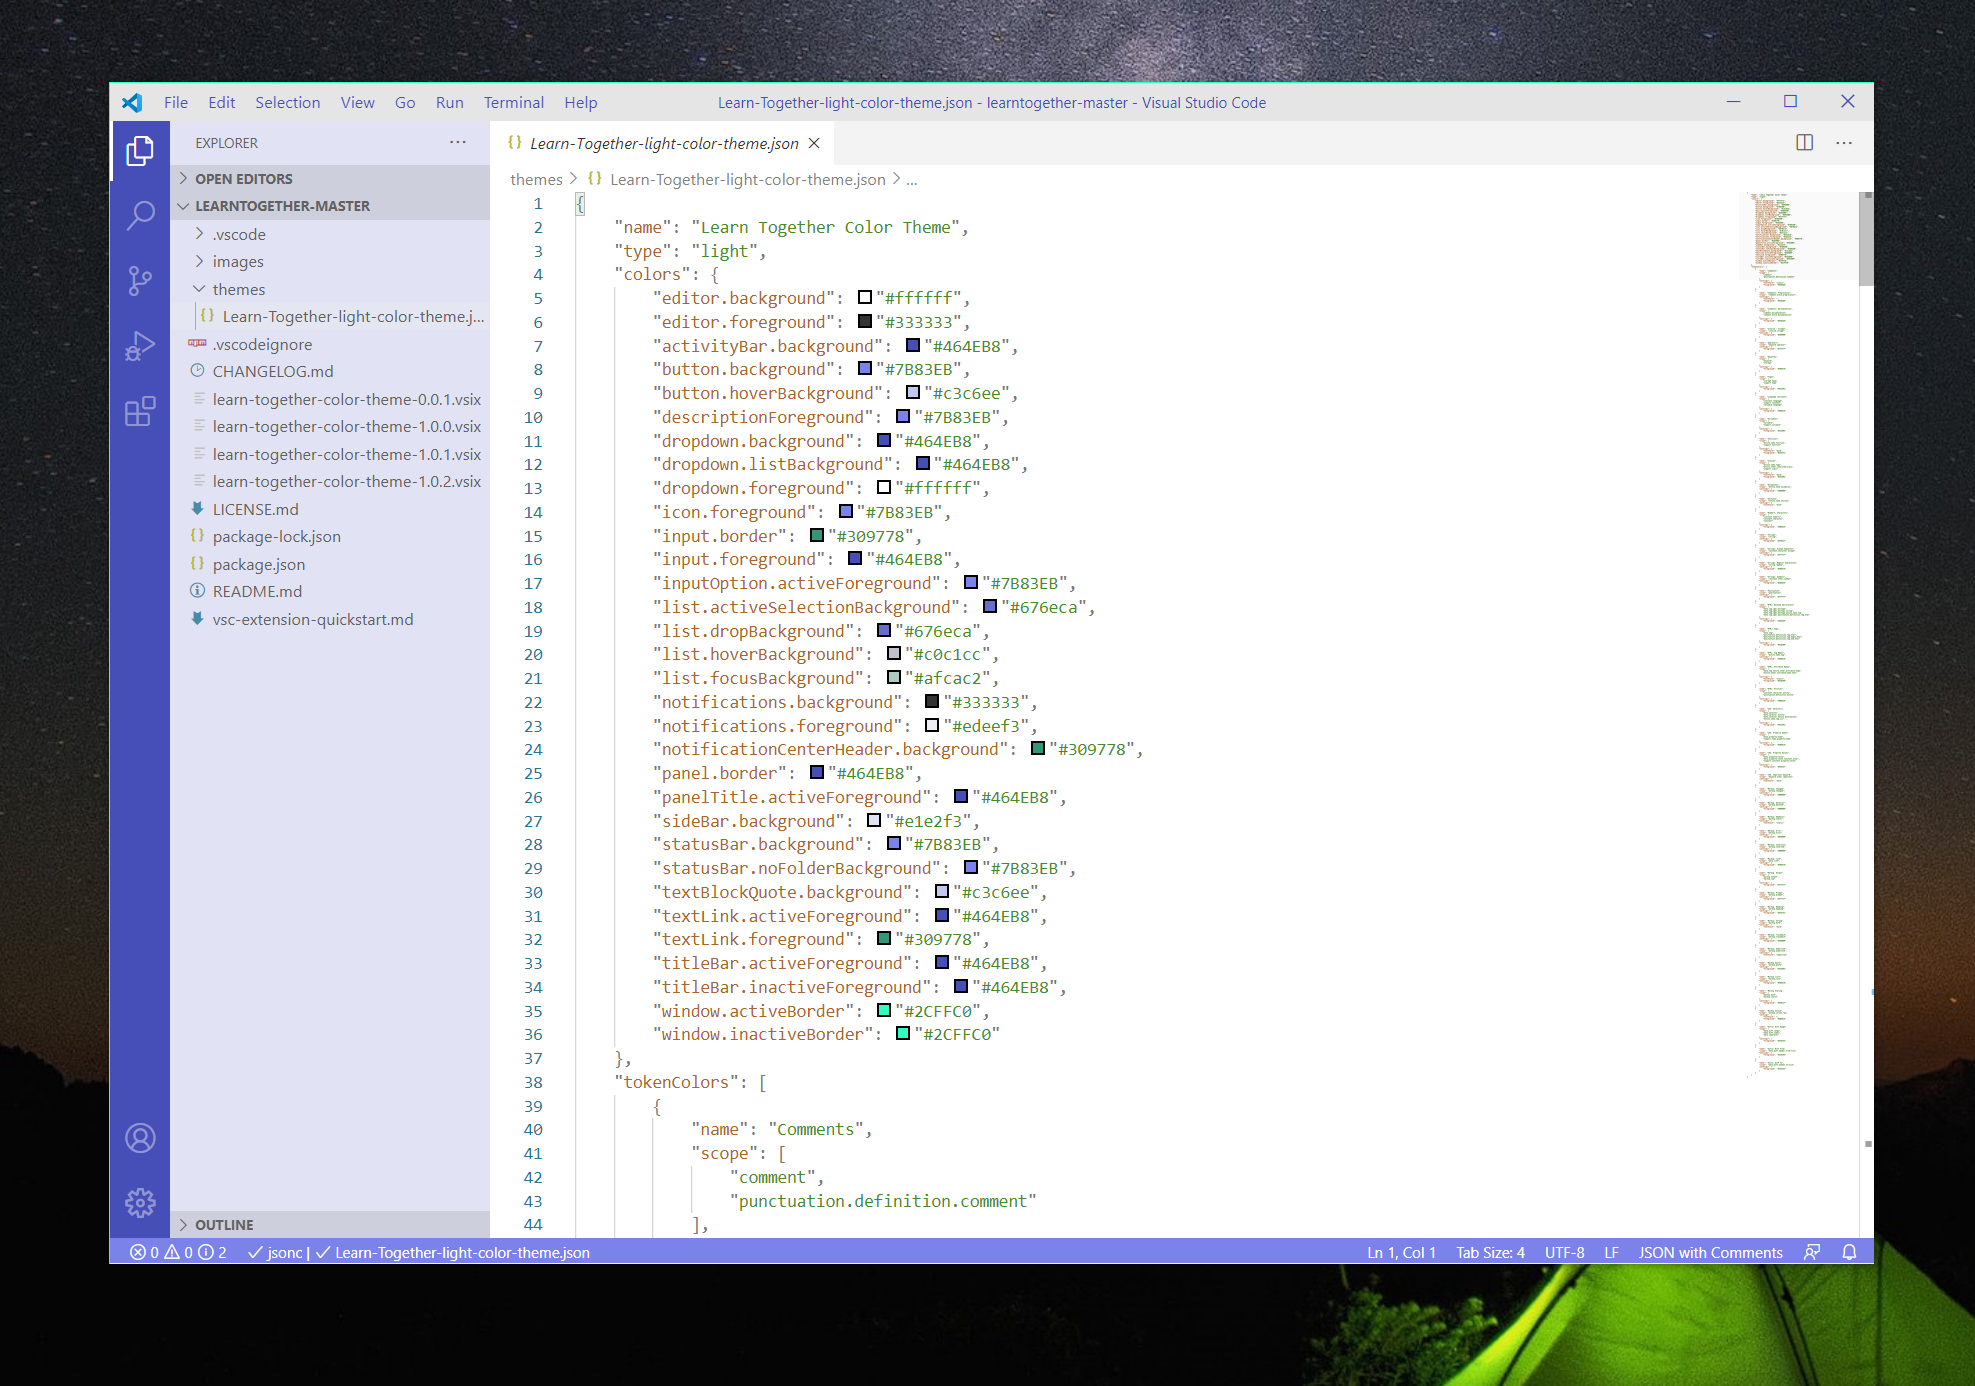 File Edit Selection View Go Run Terminal Help
Learn-Together-light-color-theme.json - learntogether-master - Visual Studio Code
EXPLORER
OPEN EDITORS
LEARNTOGETHER-MASTER
.vscode
images
themes
{} Learn-Together-light-color-theme.j...
.vscodeignore
CHANGELOG.md
learn-together-color-theme-0.0.1.vsix
learn-together-color-theme-1.0.0.vsix
learn-together-color-theme-1.0.1.vsix
learn-together-color-theme-1.0.2.vsix
LICENSE.md
{} package-lock.json
{} package.json
README.md
vsc-extension-quickstart.md
OUTLINE
{} Learn-Together-light-color-theme.json
themes > {} Learn-Together-light-color-theme.json > ...
1 {
2 "name": "Learn Together Color Theme",
3 "type": "light",
4 "colors": {
5 "editor.background": "#ffffff",
6 "editor.foreground": "#333333",
7 "activityBar.background": "#464EB8",
8 "button.background": "#7B83EB",
9 "button.hoverBackground": "#c3c6ee",
10 "descriptionForeground": "#7B83EB",
11 "dropdown.background": "#464EB8",
12 "dropdown.listBackground": "#464EB8",
13 "dropdown.foreground": "#ffffff",
14 "icon.foreground": "#7B83EB",
15 "input.border": "#309778",
16 "input.foreground": "#464EB8",
17 "inputOption.activeForeground": "#7B83EB",
18 "list.activeSelectionBackground": "#676eca",
19 "list.dropBackground": "#676eca",
20 "list.hoverBackground": "#c0c1cc",
21 "list.focusBackground": "#afcac2",
22 "notifications.background": "#333333",
23 "notifications.foreground": "#edeef3",
24 "notificationCenterHeader.background": "#309778",
25 "panel.border": "#464EB8",
26 "panelTitle.activeForeground": "#464EB8",
27 "sideBar.background": "#e1e2f3",
28 "statusBar.background": "#7B83EB",
29 "statusBar.noFolderBackground": "#7B83EB",
30 "textBlockQuote.background": "#c3c6ee",
31 "textLink.activeForeground": "#464EB8",
32 "textLink.foreground": "#309778",
33 "titleBar.activeForeground": "#464EB8",
34 "titleBar.inactiveForeground": "#464EB8",
35 "window.activeBorder": "#2CFFC0",
36 "window.inactiveBorder": "#2CFFC0"
37 },
38 "tokenColors": [
39 {
40 "name": "Comments",
41 "scope": [
42 "comment",
43 "punctuation.definition.comment"
44 ],
0 0 2 jsonc | Learn-Together-light-color-theme.json
Ln 1, Col 1 Tab Size: 4 UTF-8 LF JSON with Comments